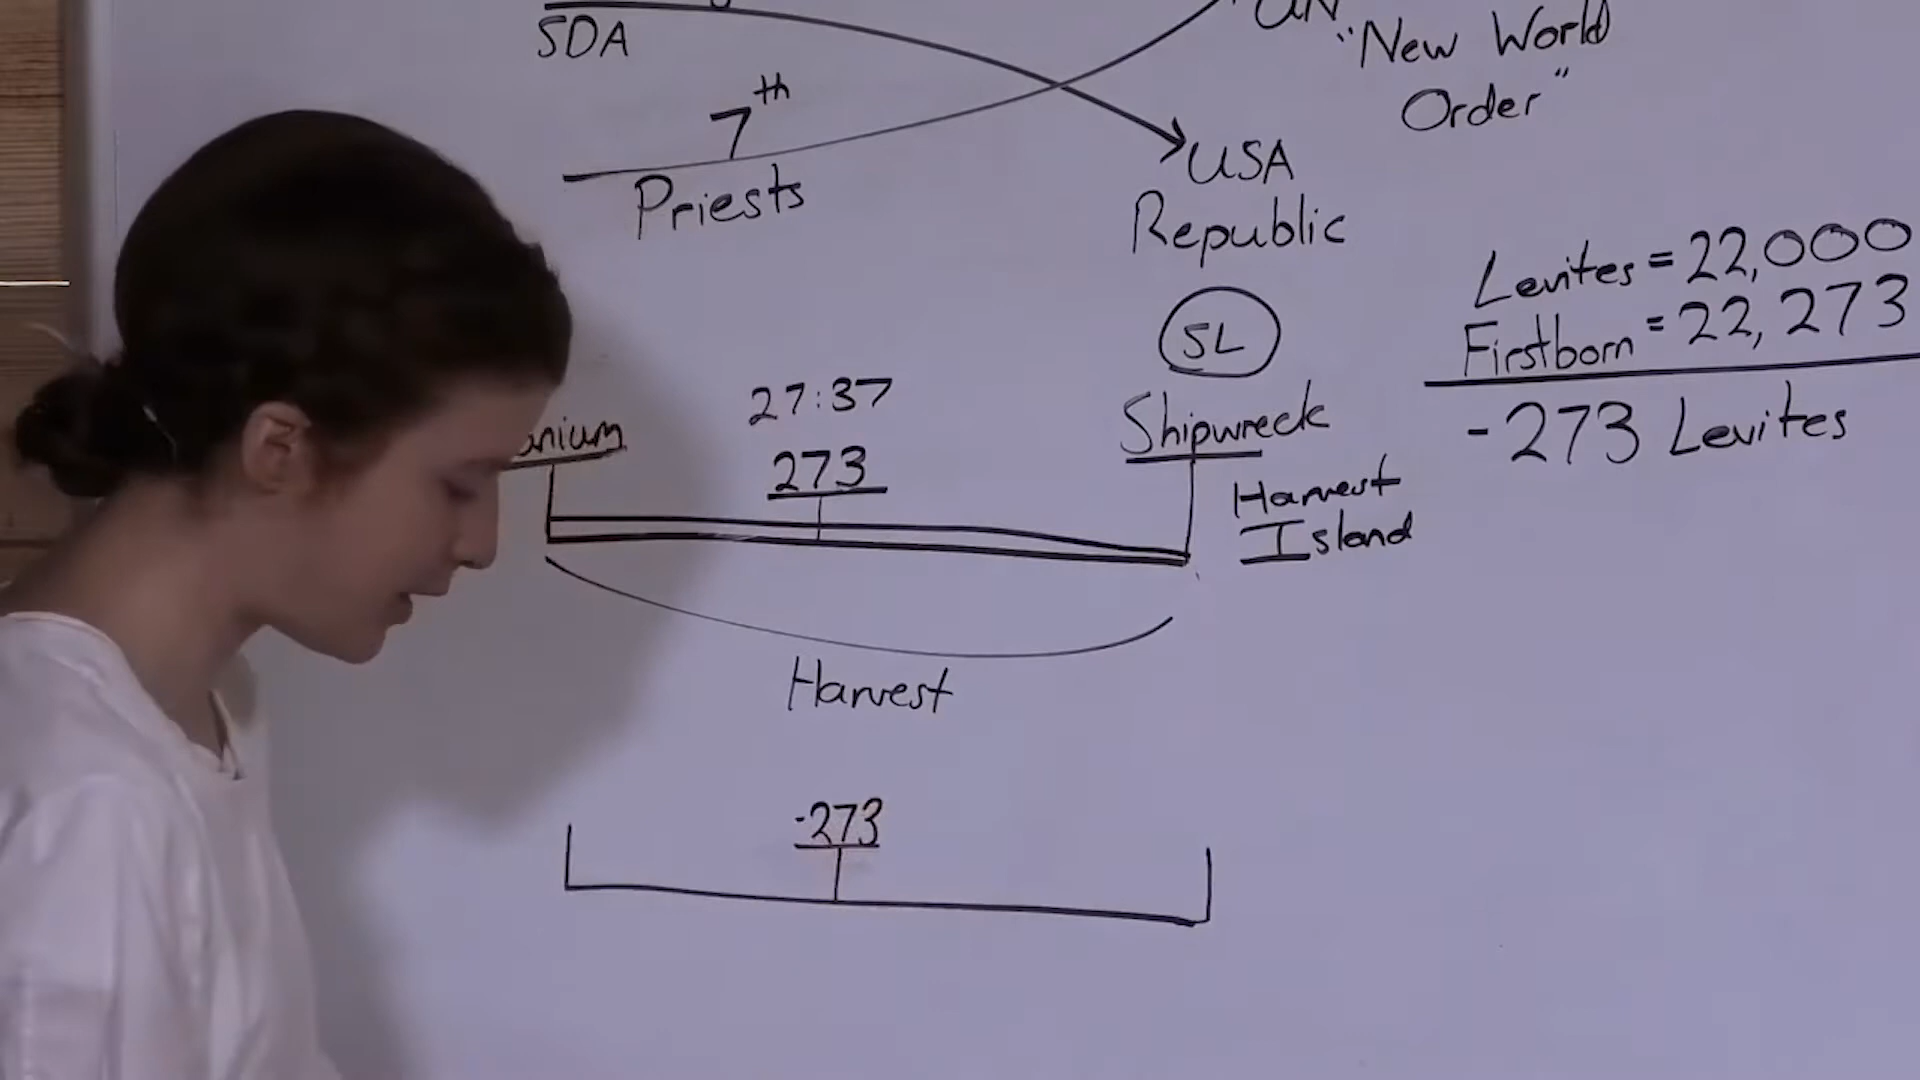 SDA
UN
"New World
Order"
7th
Priests
USA
Republic
Levites = 22,000
Firstborn = 22,273
-273 Levites
SL
27:37
273
Shipwreck
Harvest
Island
Harvest
-273